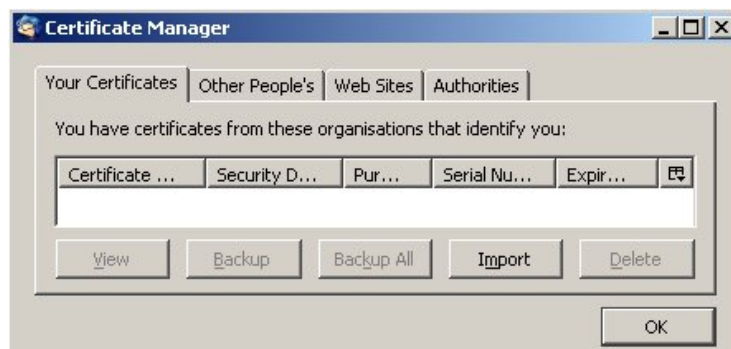 Certificate Manager
Your Certificates Other People's Web Sites Authorities
You have certificates from these organisations that identify you:
Certificate ... Security D... Pur... Serial Nu... Expir...
View Backup Backup All Import Delete
OK